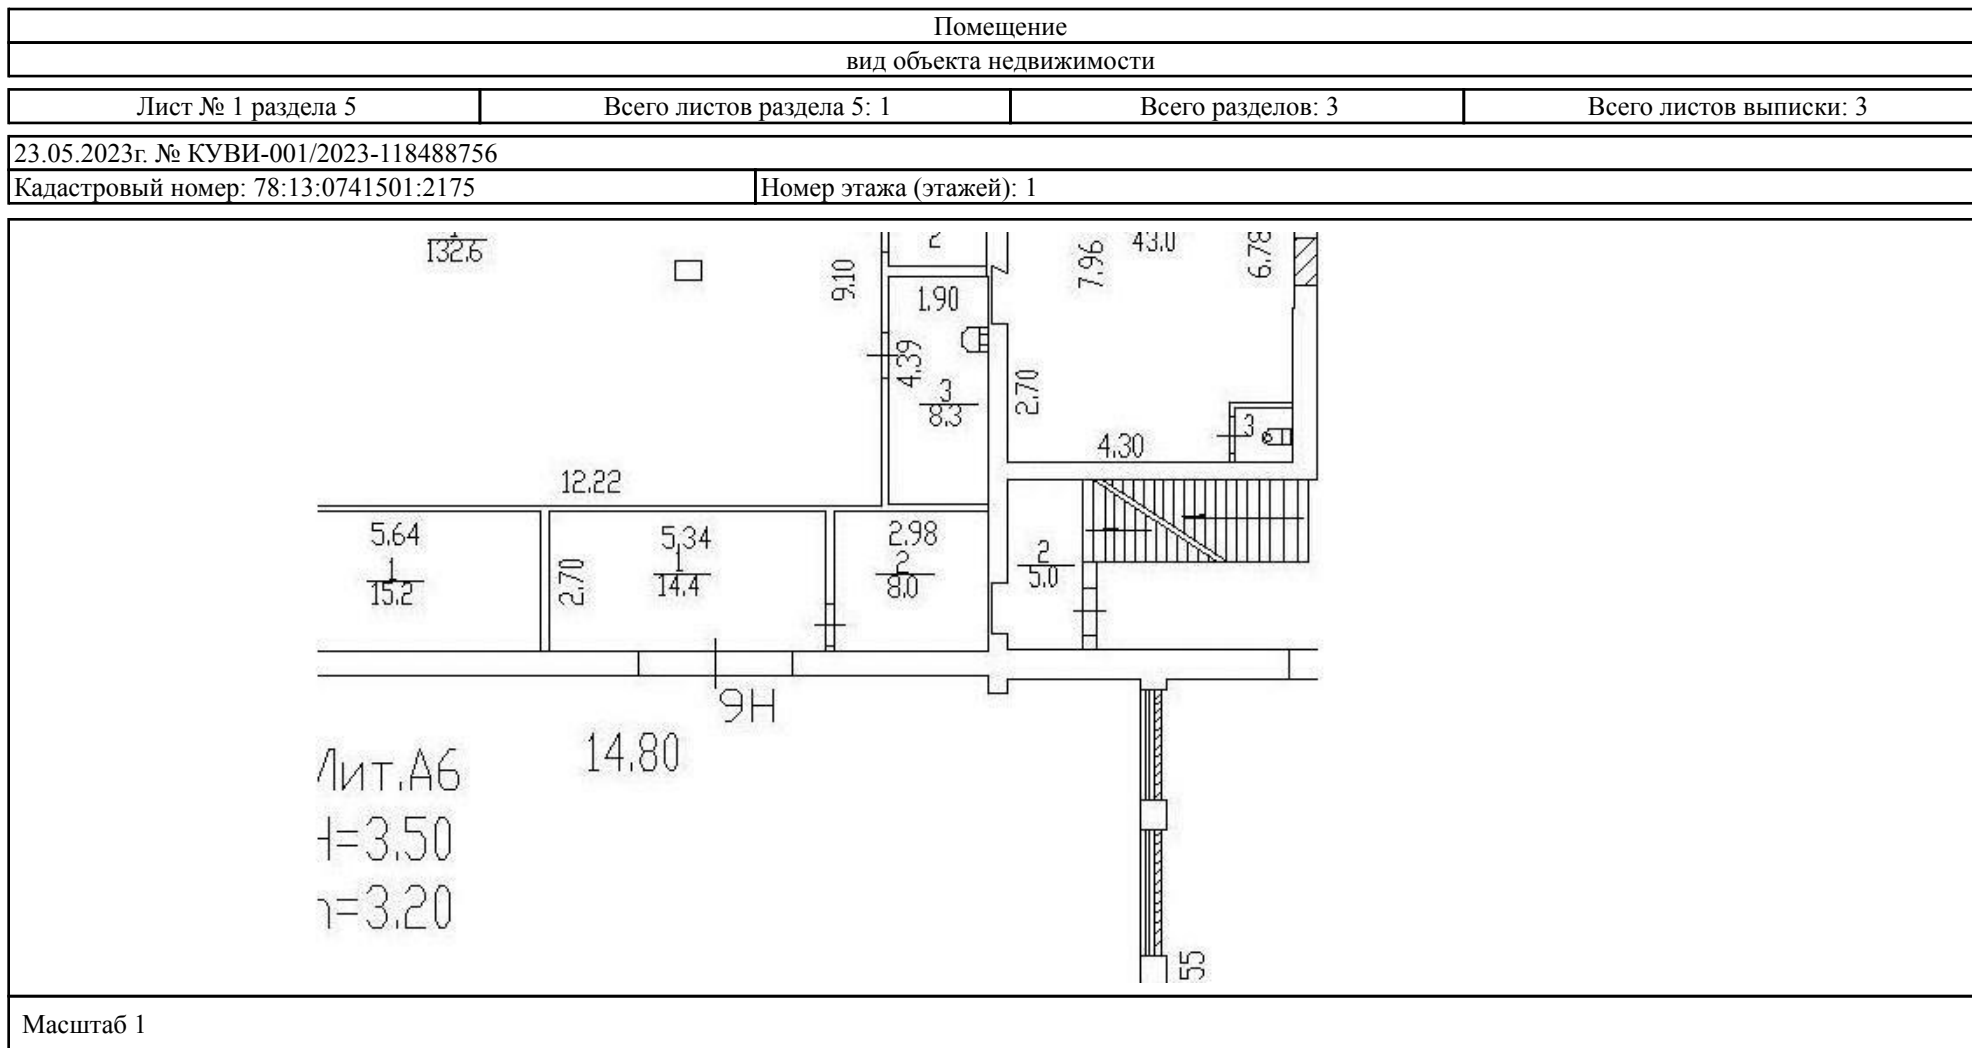 Помещение
вид объекта недвижимости
Лист № 1 раздела 5 Всего листов раздела 5: 1 Всего разделов: 3 Всего листов выписки: 3
23.05.2023г. № КУВИ-001/2023-118488756
Кадастровый номер: 78:13:0741501:2175 Номер этажа (этажей): 1
132.6
9.10
2
7.96
43.0
6.78
1.90
4.39
3
8.3
2.70
3
4.30
12.22
5.64
1
15.2
2.70
5.34
1
14.4
2.98
2
8.0
2
5.0
9Н
14.80
Лит.А6
H=3.50
h=3.20
55
Масштаб 1